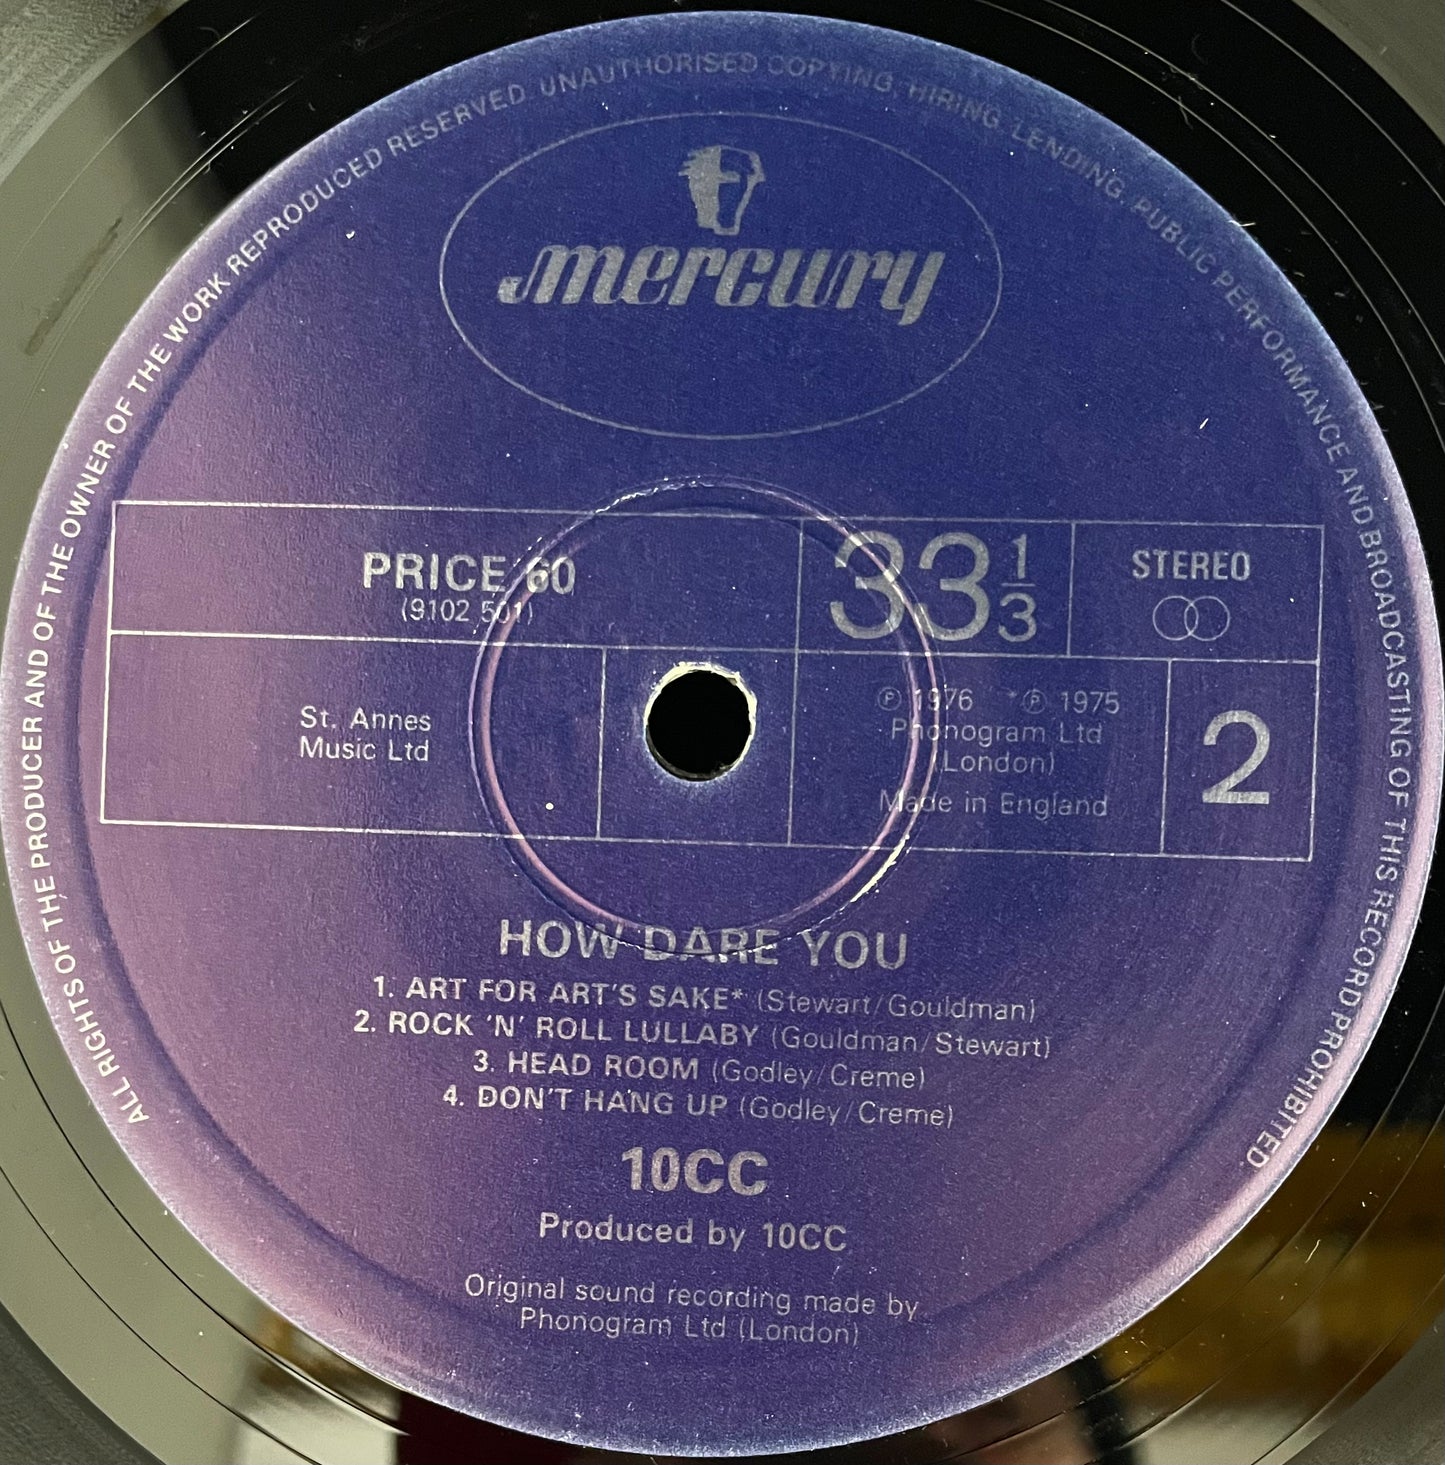 ALL RIGHTS OF THE PRODUCER AND OF THE OWNER OF THE WORK REPRODUCED RESERVED UNAUTHORISED COPYING, HIRING, LENDING, PUBLIC PERFORMANCE AND BROADCASTING OF THIS RECORD PROHIBITED.
mercury
PRICE 60
(9102 501)
33 1/3
STEREO
St. Annes
Music Ltd
℗ 1976 *℗ 1975
Phonogram Ltd
(London)
Made in England
2
HOW DARE YOU
1. ART FOR ART'S SAKE* (Stewart/Gouldman)
2. ROCK 'N' ROLL LULLABY (Gouldman/Stewart)
3. HEAD ROOM (Godley/Creme)
4. DON'T HANG UP (Godley/Creme)
10CC
Produced by 10CC
Original sound recording made by
Phonogram Ltd (London)